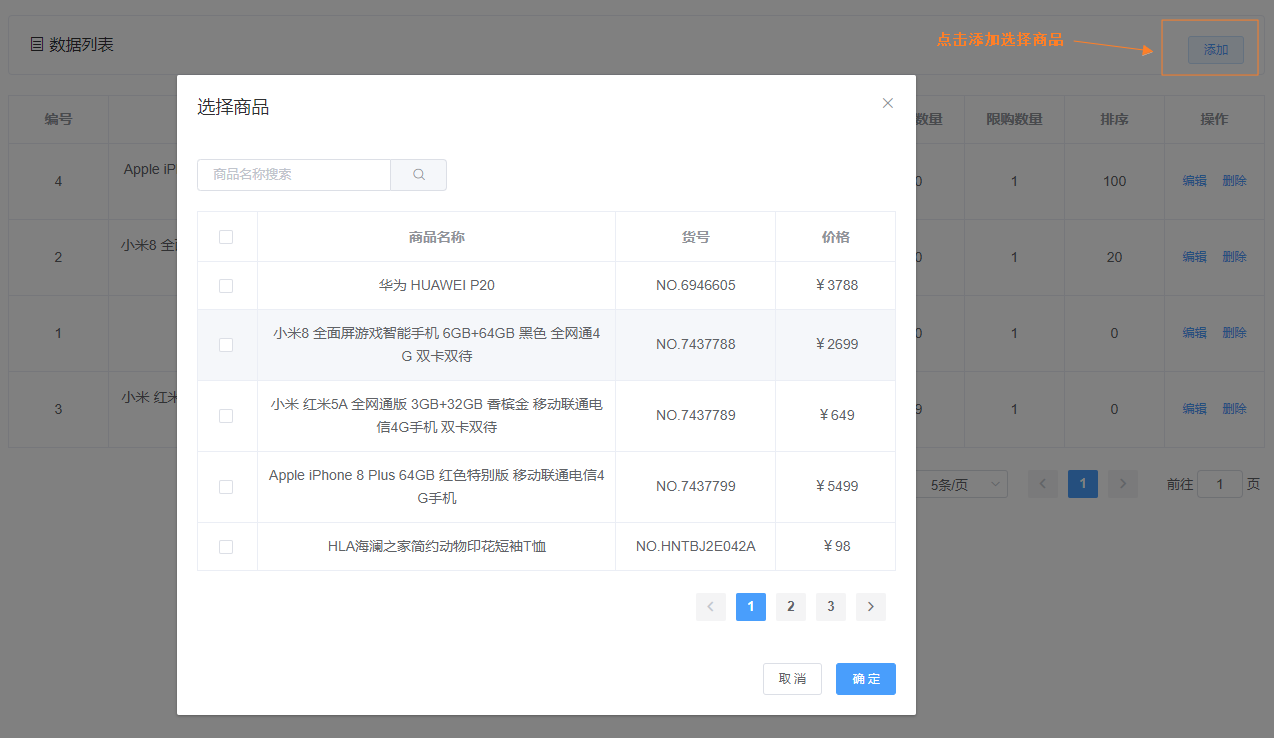 数据列表
点击添加选择商品
添加
选择商品
商品名称搜索
商品名称 货号 价格
华为 HUAWEI P20 NO.6946605 ￥3788
小米8 全面屏游戏智能手机 6GB+64GB 黑色 全网通4
G 双卡双待 NO.7437788 ￥2699
小米 红米5A 全网通版 3GB+32GB 香槟金 移动联通电
信4G手机 双卡双待 NO.7437789 ￥649
Apple iPhone 8 Plus 64GB 红色特别版 移动联通电信4
G手机 NO.7437799 ￥5499
HLA海澜之家简约动物印花短袖T恤 NO.HNTBJ2E042A ￥98
1 2 3
取消 确定
编号 数量 限购数量 排序 操作
4 Apple iP 0 1 100 编辑 删除
2 小米8 全 0 1 20 编辑 删除
1 0 1 0 编辑 删除
3 小米 红米 9 1 0 编辑 删除
5条/页 1 前往 1 页